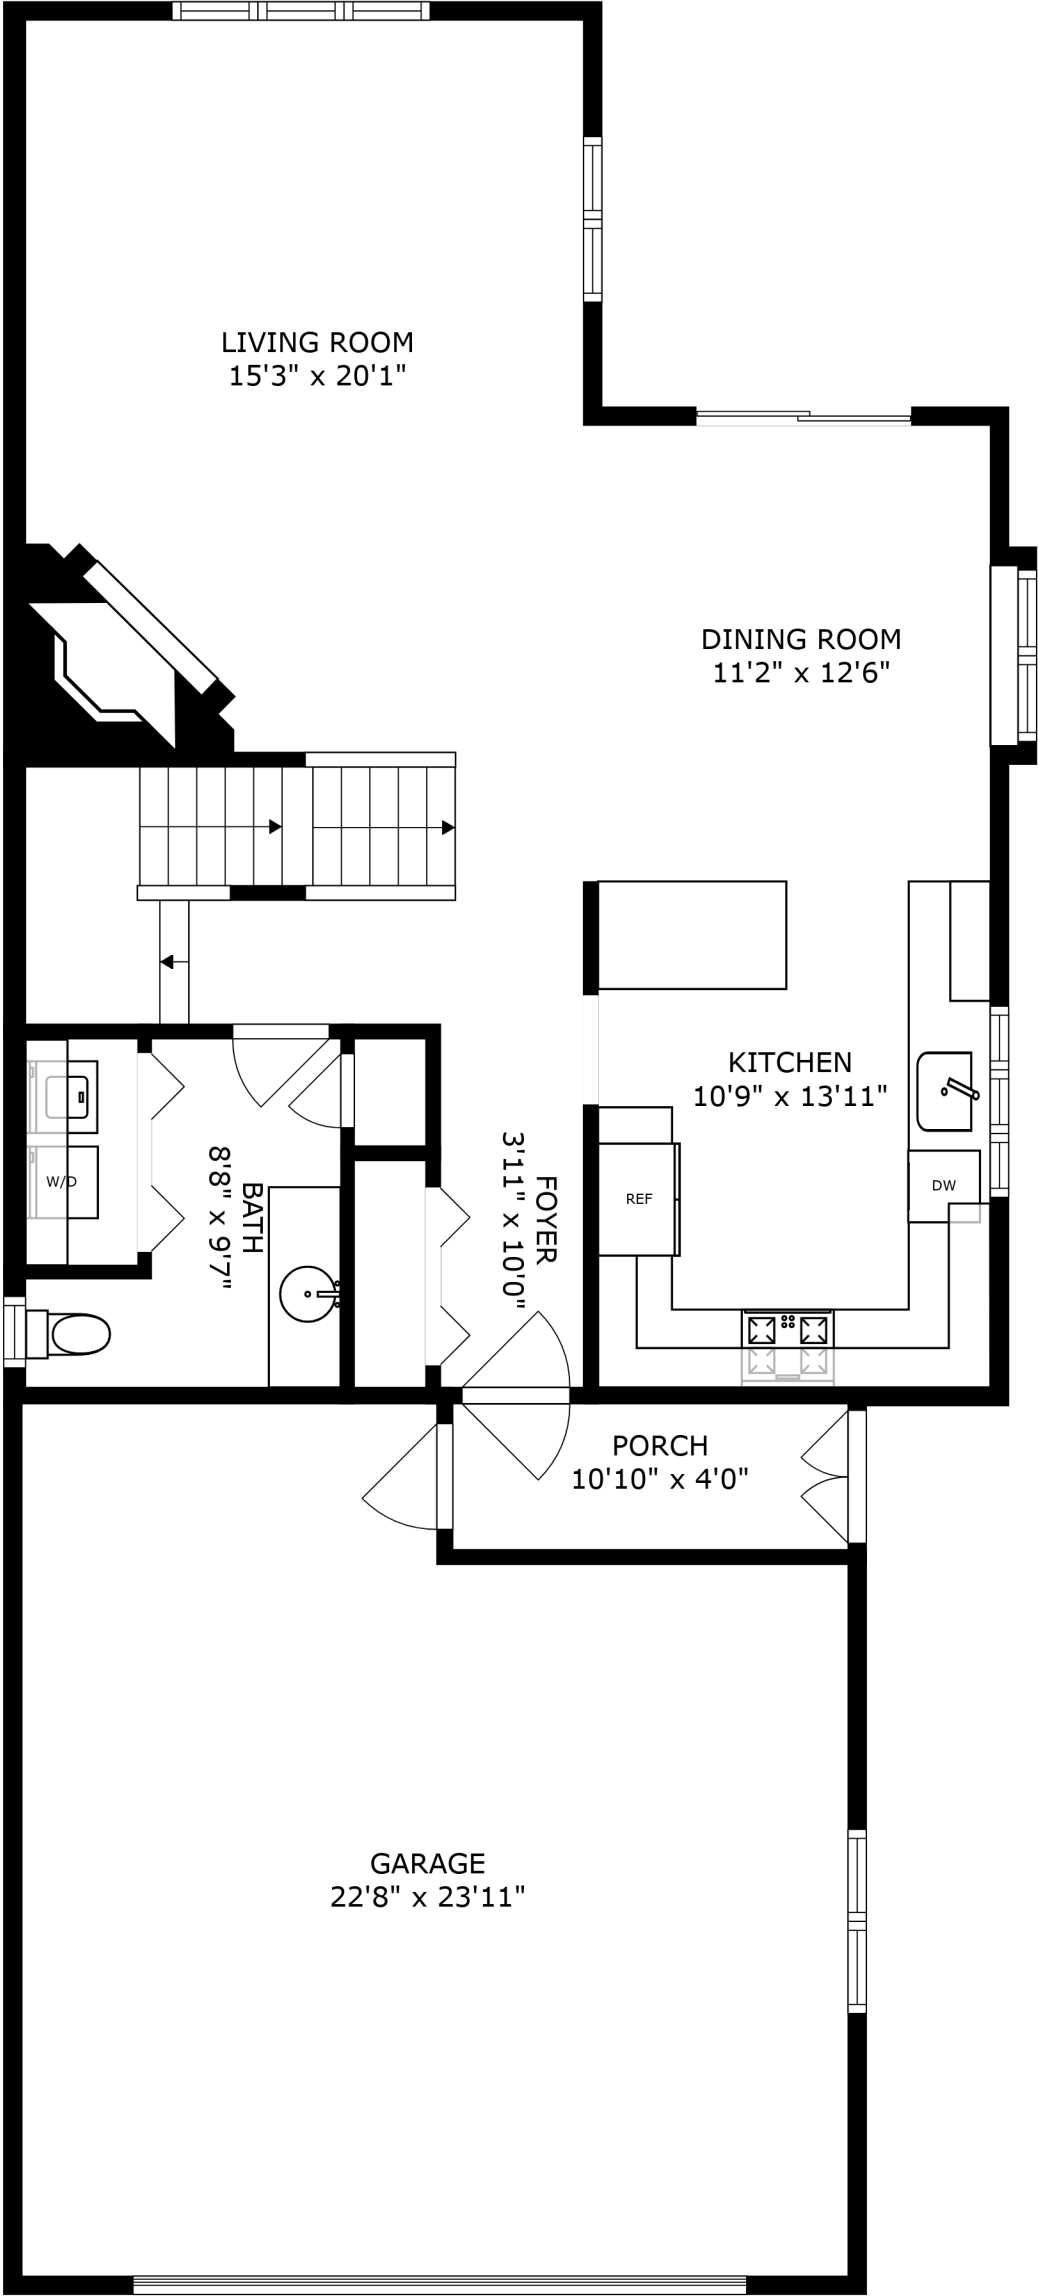 LIVING ROOM
15'3" x 20'1"
DINING ROOM
11'2" x 12'6"
KITCHEN
10'9" x 13'11"
FOYER
3'11" x 10'0"
BATH
8'8" x 9'7"
W/D
REF
DW
PORCH
10'10" x 4'0"
GARAGE
22'8" x 23'11"